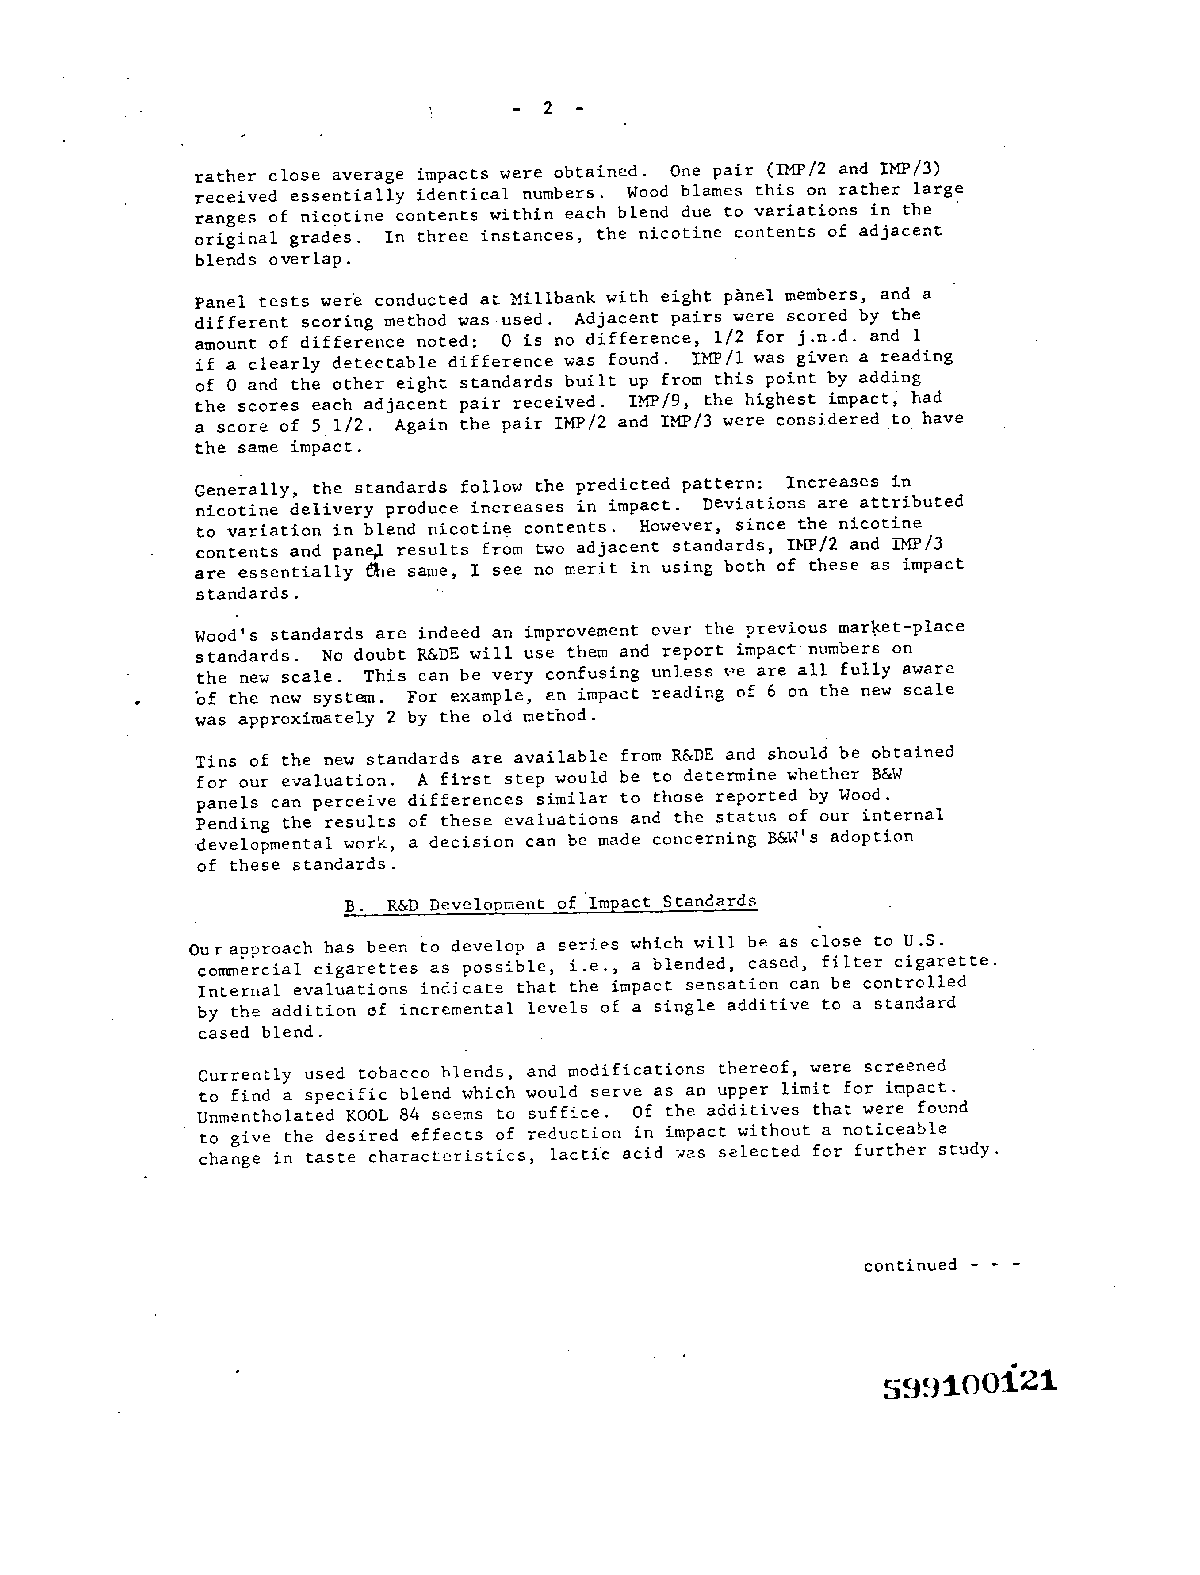 - 2 -
rather close average impacts were obtained. One pair (IMP/2 and IMP/3)
received essentially identical numbers. Wood blames this on rather large
ranges of nicotine contents within each blend due to variations in the
original grades. In three instances, the nicotine contents of adjacent
blends overlap.
Panel tests were conducted at Millbank with eight panel members, and a
different scoring method was used. Adjacent pairs were scored by the
amount of difference noted: 0 is no difference, 1/2 for j.n.d. and 1
if a clearly detectable difference was found. IMP/1 was given a reading
of 0 and the other eight standards built up from this point by adding
the scores each adjacent pair received. IMP/9, the highest impact, had
a score of 5 1/2. Again the pair IMP/2 and IMP/3 were considered to have
the same impact.
Generally, the standards follow the predicted pattern: Increases in
nicotine delivery produce increases in impact. Deviations are attributed
to variation in blend nicotine contents. However, since the nicotine
contents and panel results from two adjacent standards, IMP/2 and IMP/3
are essentially the same, I see no merit in using both of these as impact
standards.
Wood's standards are indeed an improvement over the previous market-place
standards. No doubt R&DE will use them and report impact numbers on
the new scale. This can be very confusing unless we are all fully aware
of the new system. For example, an impact reading of 6 on the new scale
was approximately 2 by the old method.
Tins of the new standards are available from R&DE and should be obtained
for our evaluation. A first step would be to determine whether B&W
panels can perceive differences similar to those reported by Wood.
Pending the results of these evaluations and the status of our internal
developmental work, a decision can be made concerning B&W's adoption
of these standards.
B. R&D Development of Impact Standards
Our approach has been to develop a series which will be as close to U.S.
commercial cigarettes as possible, i.e., a blended, cased, filter cigarette.
Internal evaluations indicate that the impact sensation can be controlled
by the addition of incremental levels of a single additive to a standard
cased blend.
Currently used tobacco blends, and modifications thereof, were screened
to find a specific blend which would serve as an upper limit for impact.
Unmentholated KOOL 84 seems to suffice. Of the additives that were found
to give the desired effects of reduction in impact without a noticeable
change in taste characteristics, lactic acid was selected for further study.
continued - - -
599100121